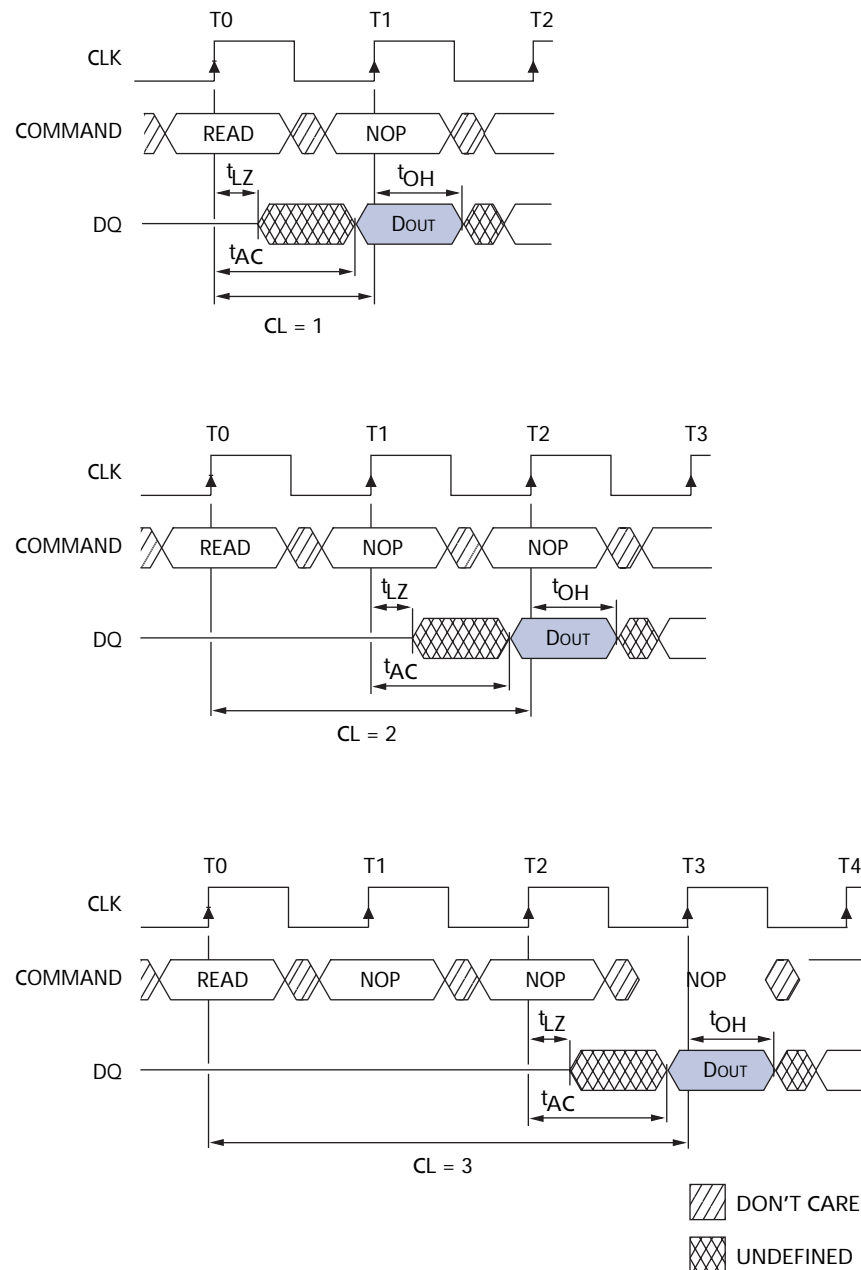 T0 T1 T2
CLK
COMMAND READ NOP
tLZ tOH
DQ DOUT
tAC
CL = 1
T0 T1 T2 T3
CLK
COMMAND READ NOP NOP
tLZ tOH
DQ DOUT
tAC
CL = 2
T0 T1 T2 T3 T4
CLK
COMMAND READ NOP NOP NOP
tLZ tOH
DQ DOUT
tAC
CL = 3
DON'T CARE
UNDEFINED